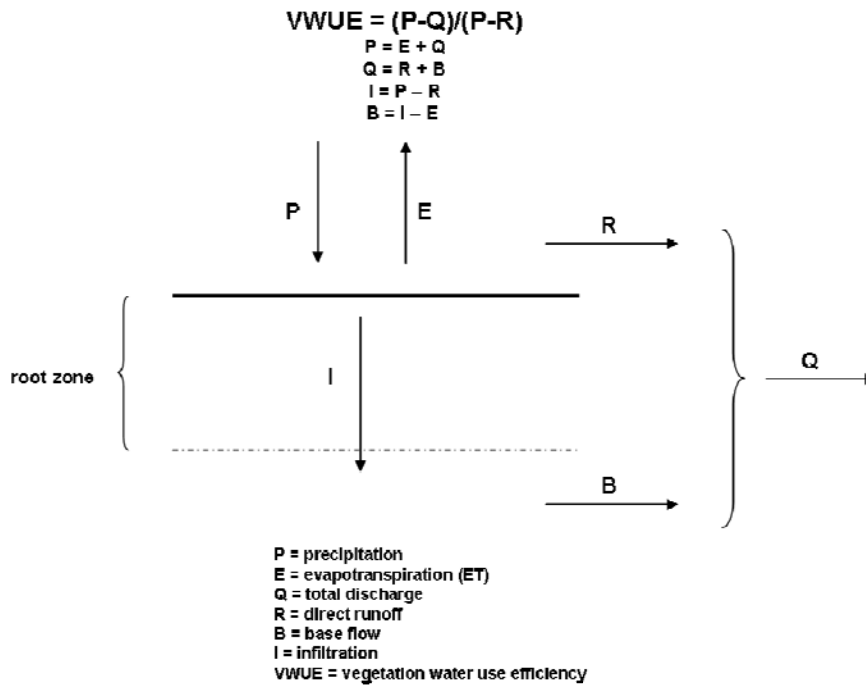 VWUE = (P-Q)/(P-R)
P = E + Q
Q = R + B
I = P – R
B = I – E
P
E
R
root zone
I
Q
B
P = precipitation
E = evapotranspiration (ET)
Q = total discharge
R = direct runoff
B = base flow
I = infiltration
VWUE = vegetation water use efficiency